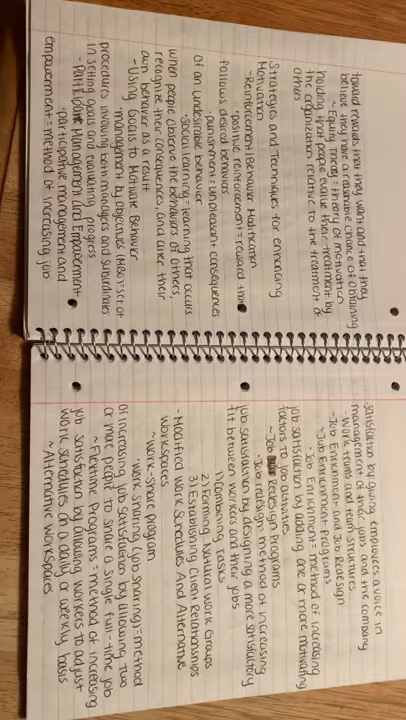 toward rewards that they want and that they
believe they have a reasonable chance of obtaining
~ Equity Theory = theory of motivation
holding that people evaluate their treatment by
the organization relative to the treatment of
others
Strategies and Techniques for enhancing
Motivation
- Reinforcement/Behavior Modification
· positive reinforcement = reward that
follows desired behaviors
· punishment = unpleasant consequences
of an undesirable behavior
· social learning = learning that occurs
when people observe the behaviors of others,
recognize their consequences, and alter their
own behavior as a result
- Using Goals to Motivate Behavior
· management by objectives (MBO) = set of
procedures involving both managers and subordinates
in setting goals and evaluating progress
- Participative Management and Empowerment
· participative management and
empowerment = method of increasing job
satisfaction by giving employees a voice in
management of their jobs and the company
- Work Teams and Team Structures
- Job Enrichment and Job Redesign
~ Job Enrichment Programs
· Job Enrichment = method of increasing
job satisfaction by adding one or more motivating
factors to job activities
~ Job Redesign Programs
· Job redesign = method of increasing
job satisfaction by designing a more satisfactory
fit between workers and their jobs
1) Combining Tasks
2) Forming Natural Work Groups
3) Establishing Client Relationships
- Modified Work Schedules And Alternative
Workspaces
~ Work-share program
· Work sharing (job sharing) = method
of increasing job satisfaction by allowing two
or more people to share a single full-time job
~ Flextime Programs = method of increasing
job satisfaction by allowing workers to adjust
work schedules on a daily or weekly basis
~ Alternative Workspaces